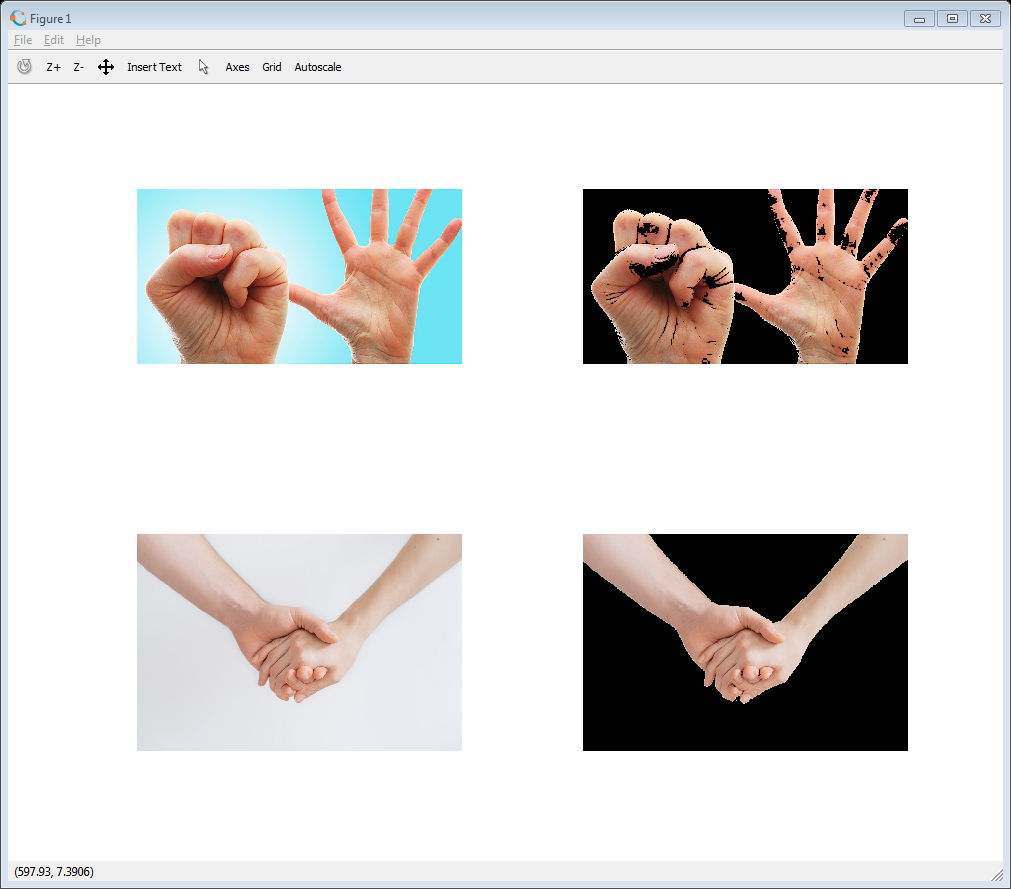 Figure 1
File Edit Help
Z+ Z- Insert Text Axes Grid Autoscale
(597.93, 7.3906)